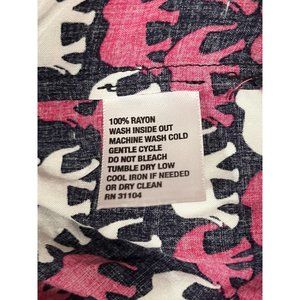 100% RAYON
WASH INSIDE OUT
MACHINE WASH COLD
GENTLE CYCLE
DO NOT BLEACH
TUMBLE DRY LOW
COOL IRON IF NEEDED
OR DRY CLEAN
RN 31104